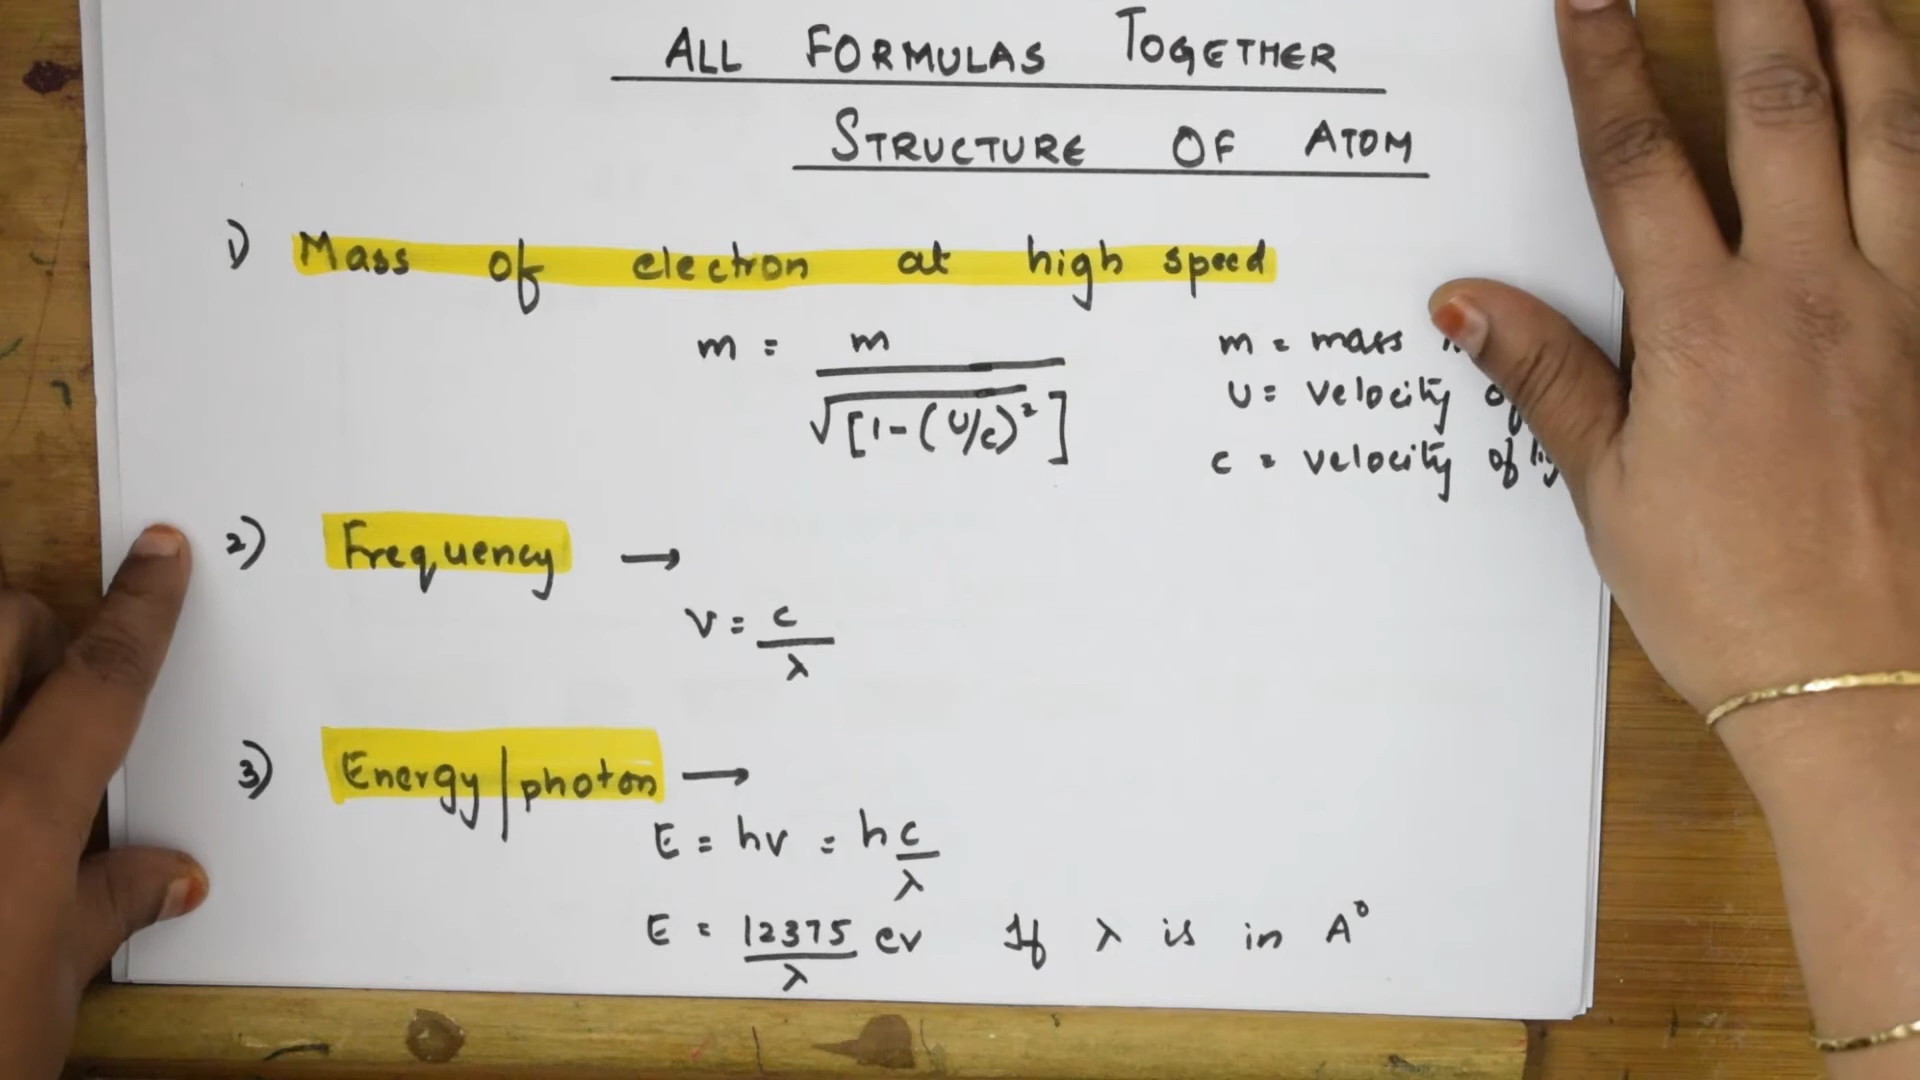 ALL FORMULAS TOGETHER
STRUCTURE OF ATOM
1) Mass of electron at high speed
m = m / √[1-(U/c)²]
m = mass
U = velocity
c = velocity of
2) Frequency →
ν = c / λ
3) Energy | photon →
E = hν = h c / λ
E = 12375 / λ ev If λ is in A°